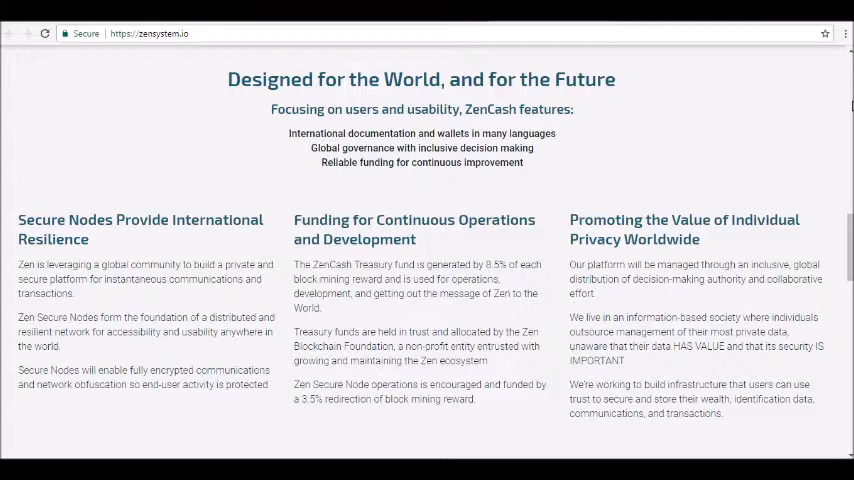 Secure
https://zensystem.io
Designed for the World, and for the Future
Focusing on users and usability, ZenCash features:
International documentation and wallets in many languages
Global governance with inclusive decision making
Reliable funding for continuous improvement
Secure Nodes Provide International
Resilience
Zen is leveraging a global community to build a private and
secure platform for instantaneous communications and
transactions.
Zen Secure Nodes form the foundation of a distributed and
resilient network for accessibility and usability anywhere in
the world.
Secure Nodes will enable fully encrypted communications
and network obfuscation so end-user activity is protected.
Funding for Continuous Operations
and Development
The ZenCash Treasury fund is generated by 8.5% of each
block mining reward and is used for operations,
development, and getting out the message of Zen to the
World.
Treasury funds are held in trust and allocated by the Zen
Blockchain Foundation, a non-profit entity entrusted with
growing and maintaining the Zen ecosystem
Zen Secure Node operations is encouraged and funded by
a 3.5% redirection of block mining reward.
Promoting the Value of Individual
Privacy Worldwide
Our platform will be managed through an inclusive, global
distribution of decision-making authority and collaborative
effort.
We live in an information-based society where individuals
outsource management of their most private data,
unaware that their data HAS VALUE and that its security IS
IMPORTANT
We're working to build infrastructure that users can use
trust to secure and store their wealth, identification data,
communications, and transactions.